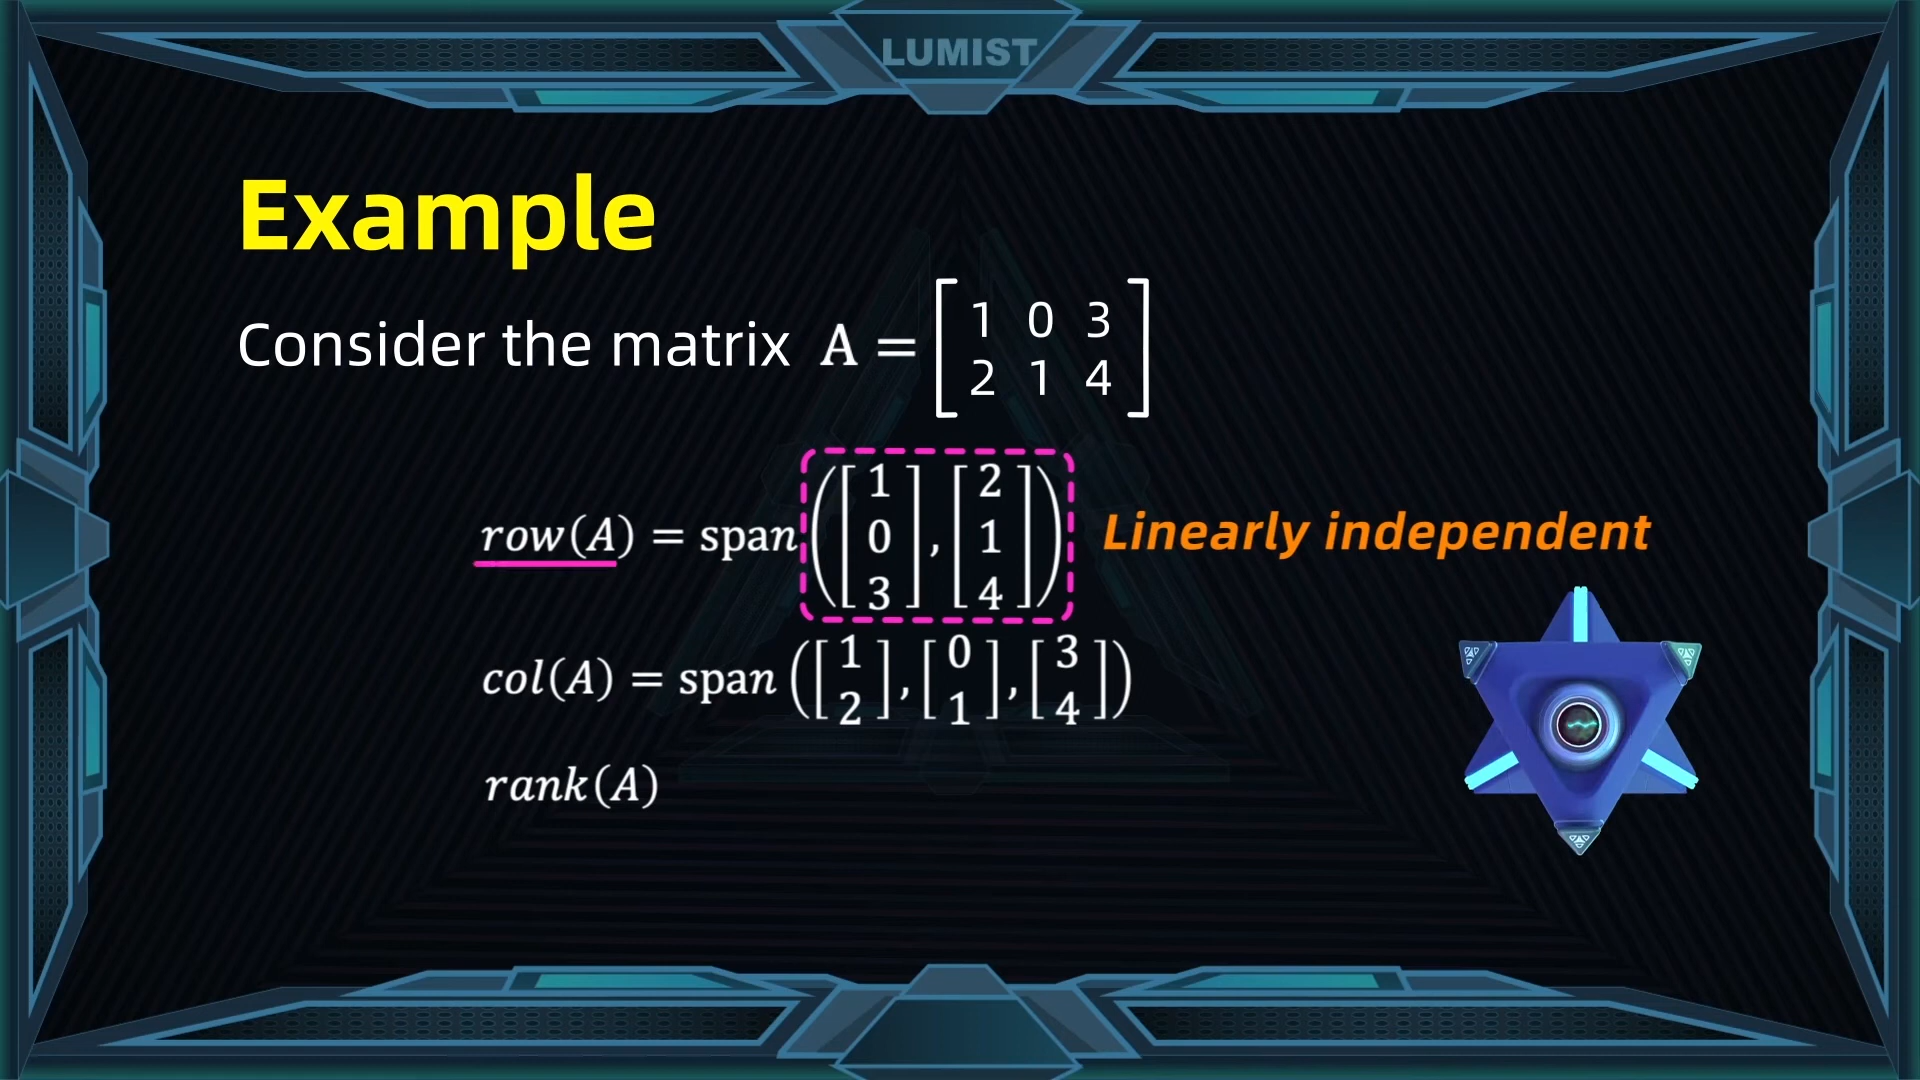 LUMIST
Example
Consider the matrix A = [1 0 3
2 1 4]
row(A) = span([1 0 3], [2 1 4]) Linearly independent
col(A) = span([1 2], [0 1], [3 4])
rank(A)